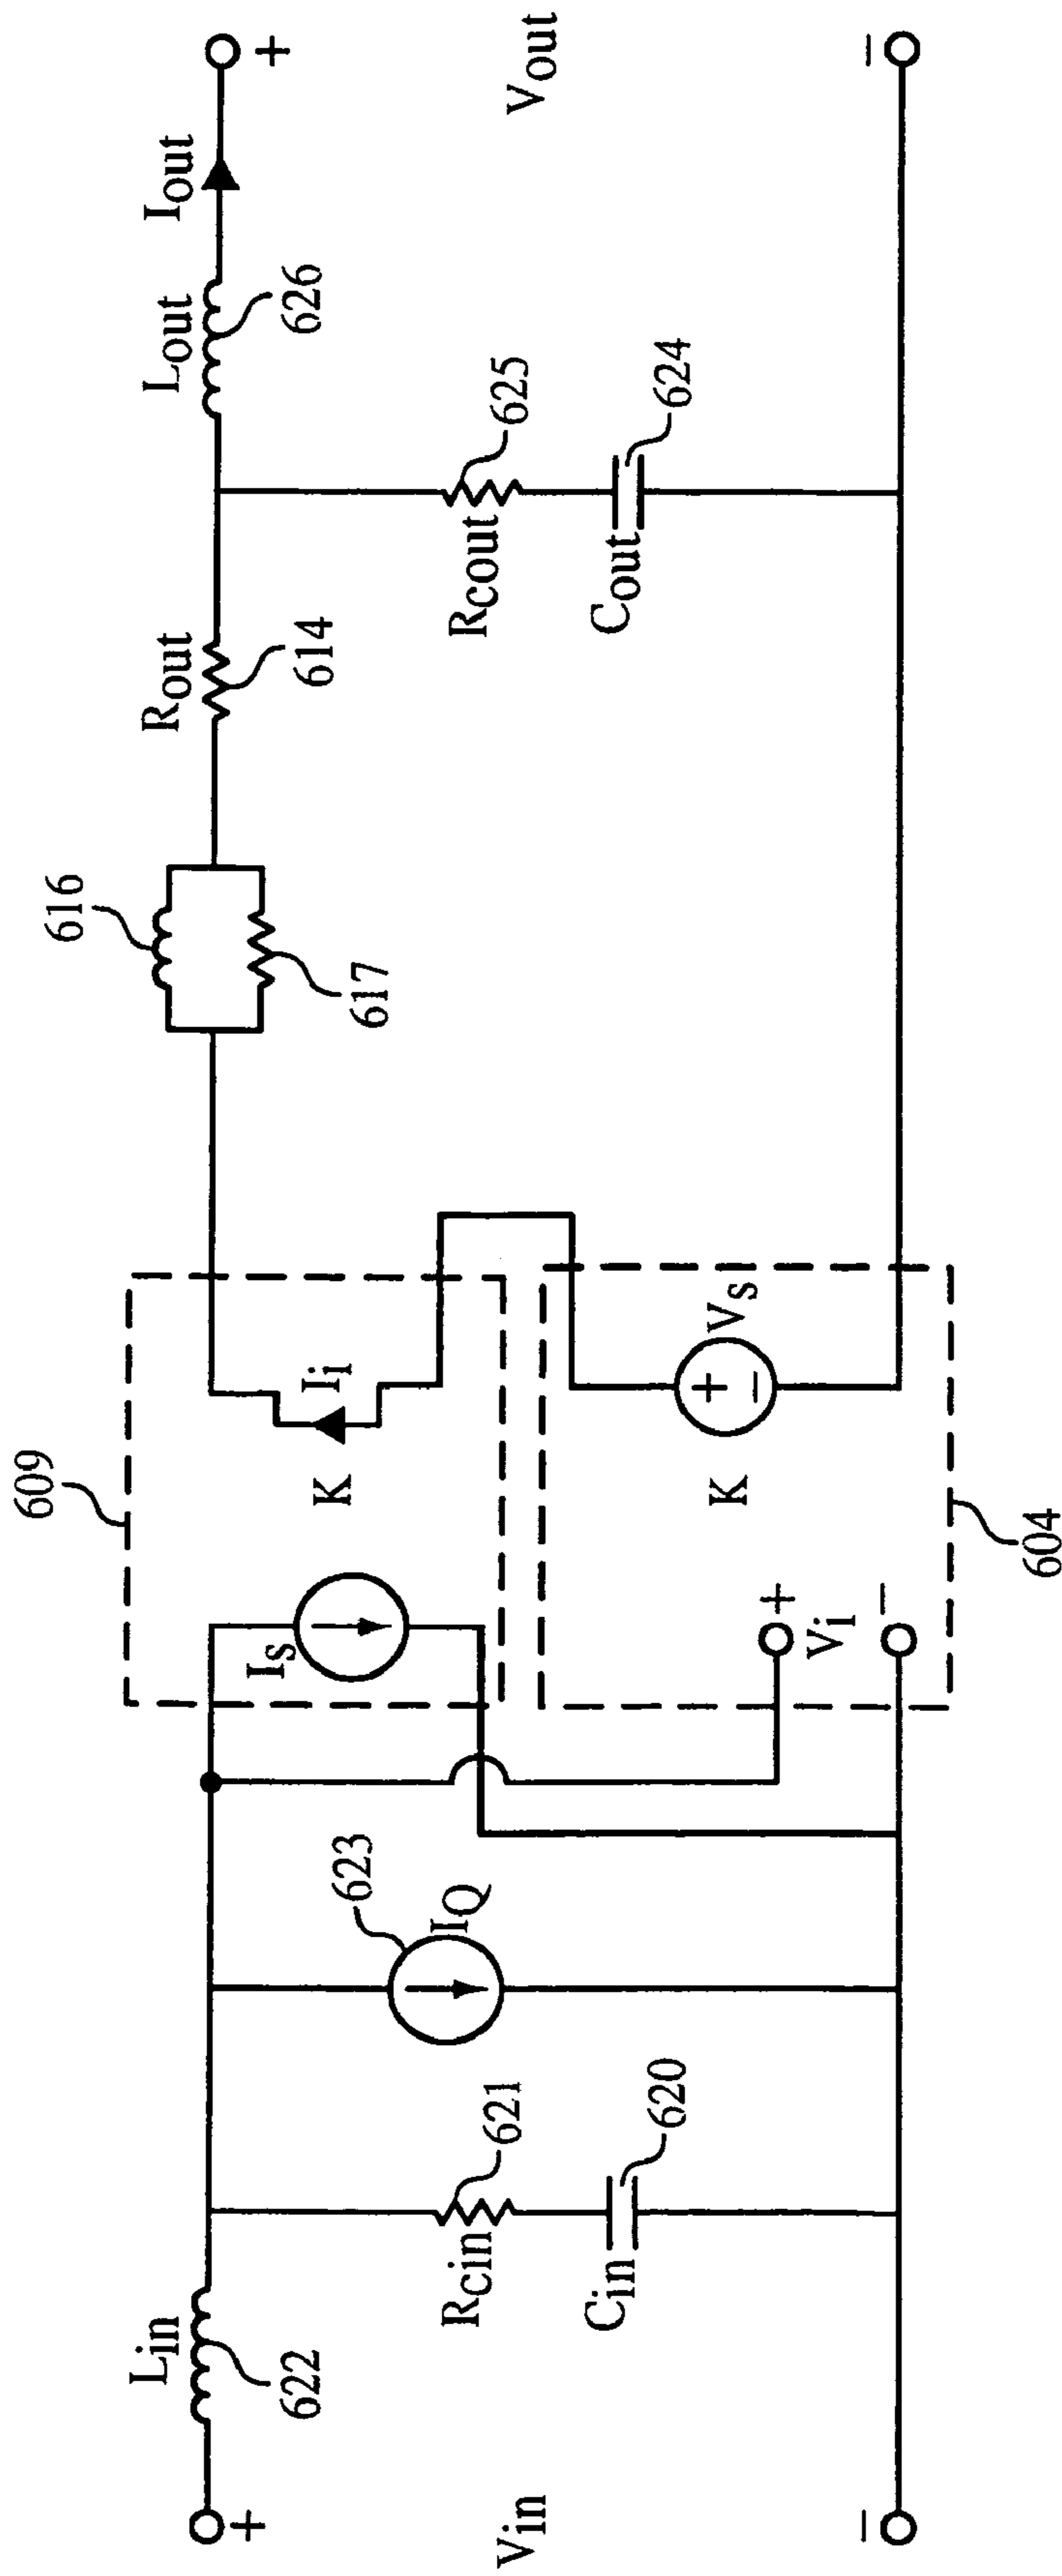 Vin
+
−
Lin
622
Rcin
621
Cin
620
623
IQ
609
Is
K
Ii
+
Vi
−
K
+
−
Vs
604
616
617
Rout
614
Rcout
625
Cout
624
Lout
626
Iout
+
Vout
−